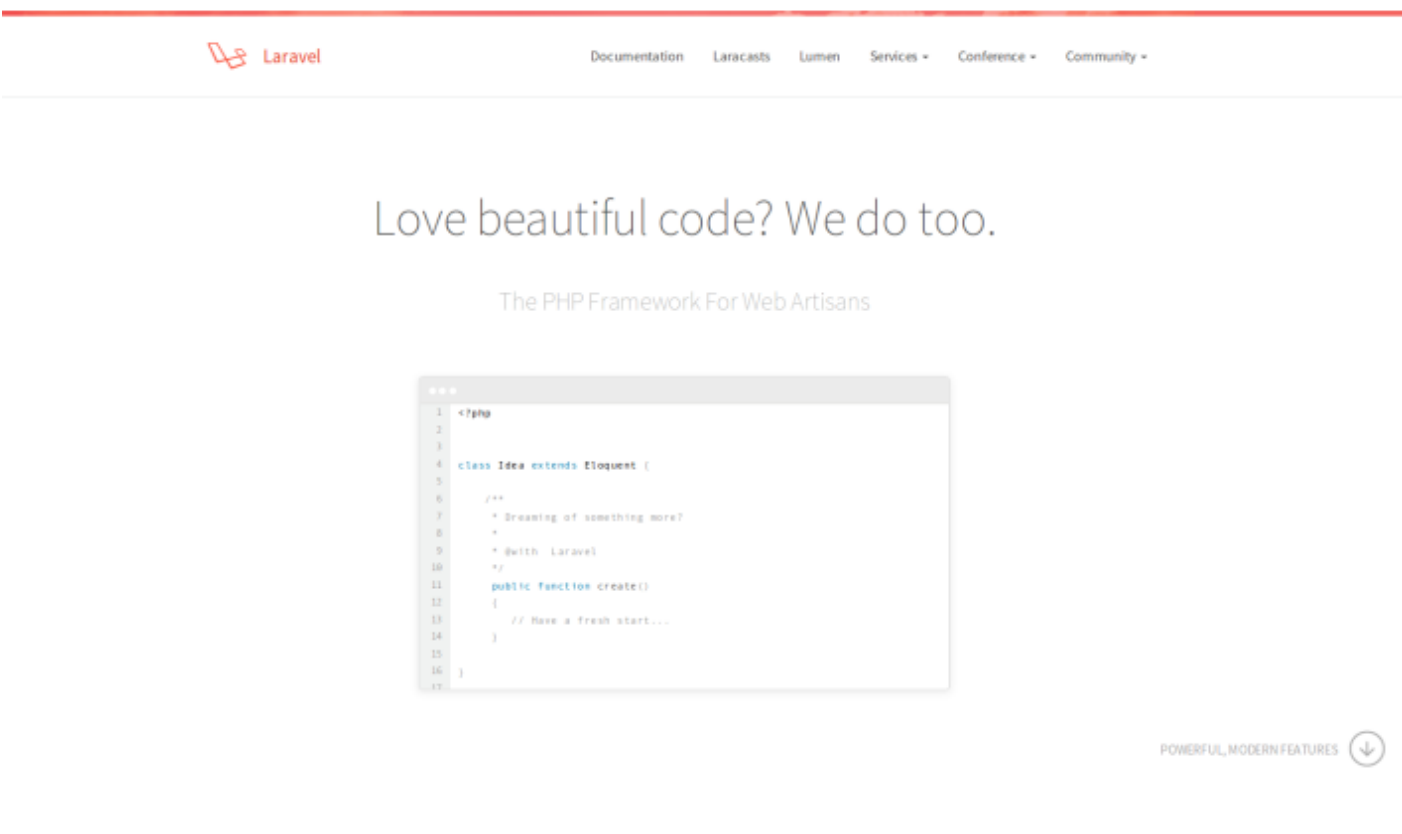 Laravel
Documentation Laracasts Lumen Services Conference Community
Love beautiful code? We do too.
The PHP Framework For Web Artisans
1 <?php
2
3
4 class Idea extends Eloquent {
5
6 /**
7 * Dreaming of something more?
8 *
9 * @with Laravel
10 */
11 public function create()
12 {
13 // Have a fresh start...
14 }
15
16 }
17
POWERFUL, MODERN FEATURES